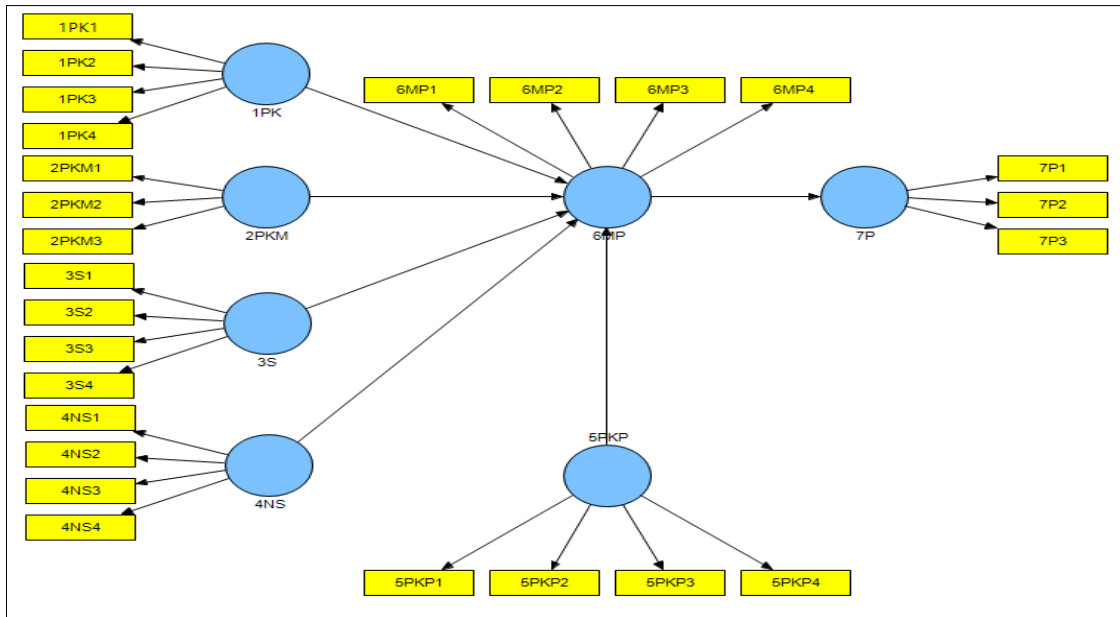 1PK1
1PK2
1PK3
1PK4
1PK
2PKM1
2PKM2
2PKM3
2PKM
3S1
3S2
3S3
3S4
3S
4NS1
4NS2
4NS3
4NS4
4NS
6MP1
6MP2
6MP3
6MP4
6MP
7P
7P1
7P2
7P3
5PKP
5PKP1
5PKP2
5PKP3
5PKP4